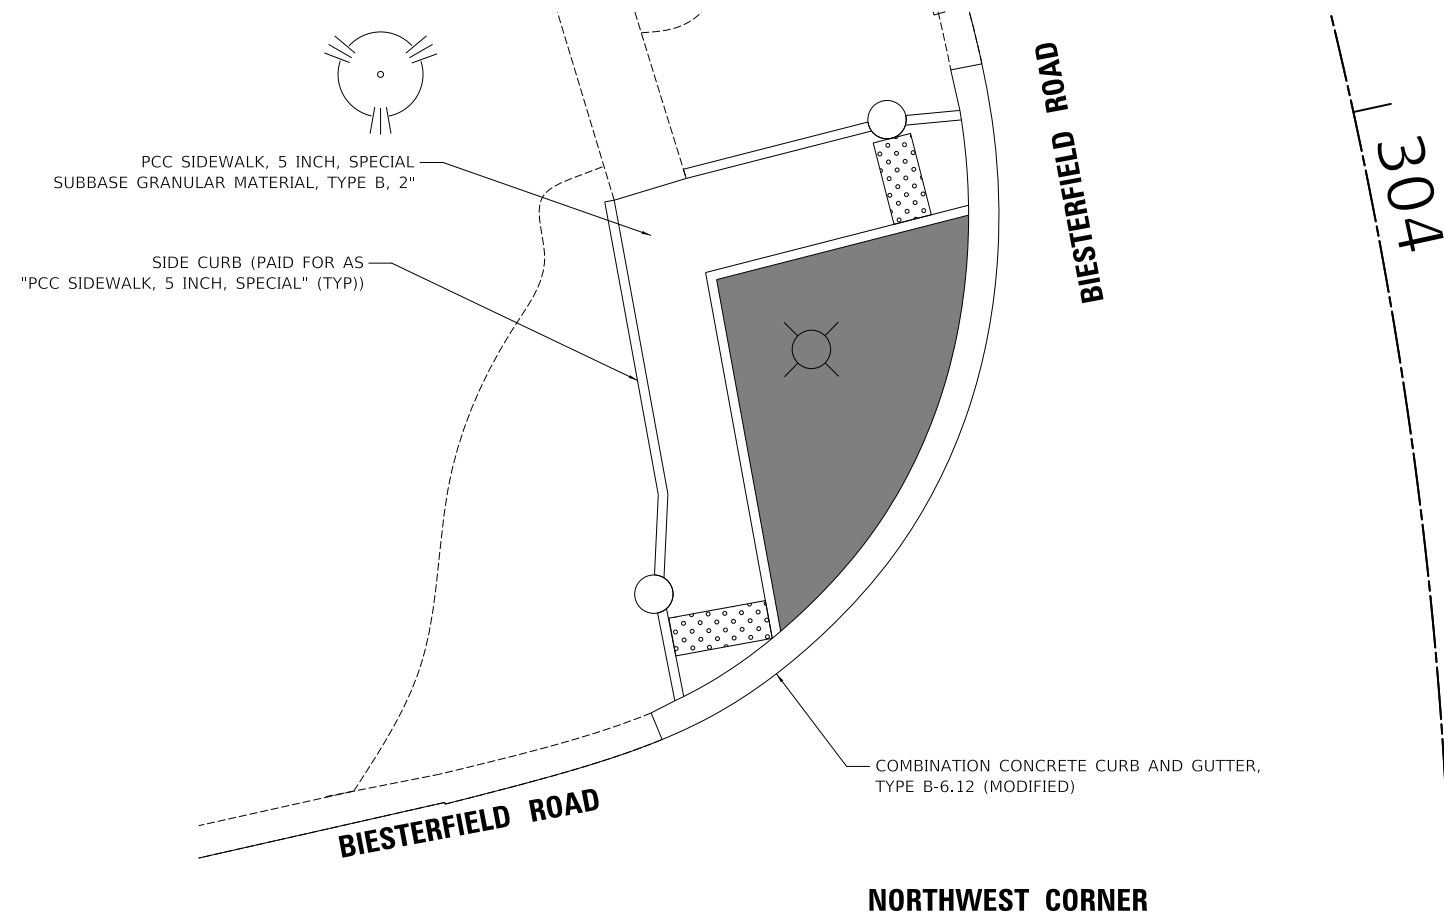 BIESTERFIELD ROAD
304
PCC SIDEWALK, 5 INCH, SPECIAL
SUBBASE GRANULAR MATERIAL, TYPE B, 2"
SIDE CURB (PAID FOR AS
"PCC SIDEWALK, 5 INCH, SPECIAL" (TYP))
COMBINATION CONCRETE CURB AND GUTTER,
TYPE B-6.12 (MODIFIED)
BIESTERFIELD ROAD
NORTHWEST CORNER